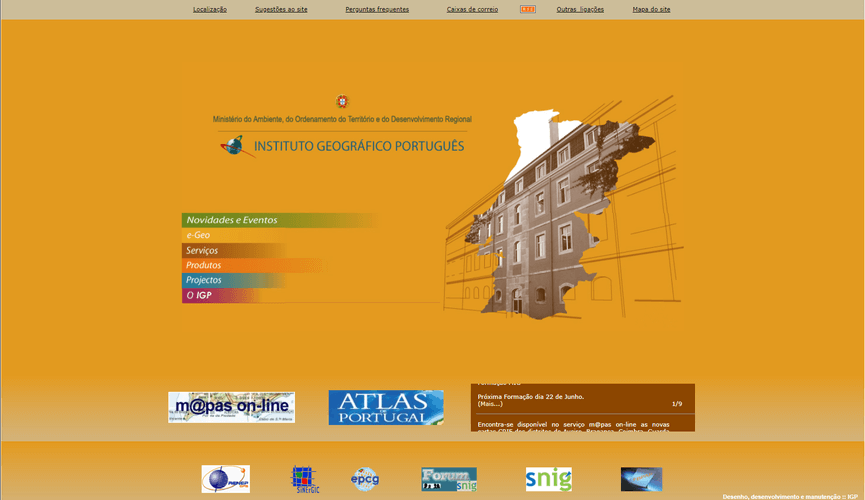 Localização Sugestões ao site Perguntas frequentes Caixas de correio RSS Outras ligações Mapa do site
Ministério do Ambiente, do Ordenamento do Território e do Desenvolvimento Regional
INSTITUTO GEOGRÁFICO PORTUGUÊS
Novidades e Eventos
e-Geo
Serviços
Produtos
Projectos
O IGP
m@pas on-line
ATLAS
DE
PORTUGAL
Próxima Formação dia 22 de Junho.
(Mais...) 1/9
Encontra-se disponível no serviço m@pas on-line as novas
SiNErGIC
epcg
Forum
snig
snig
Desenho, desenvolvimento e manutenção :: IGP